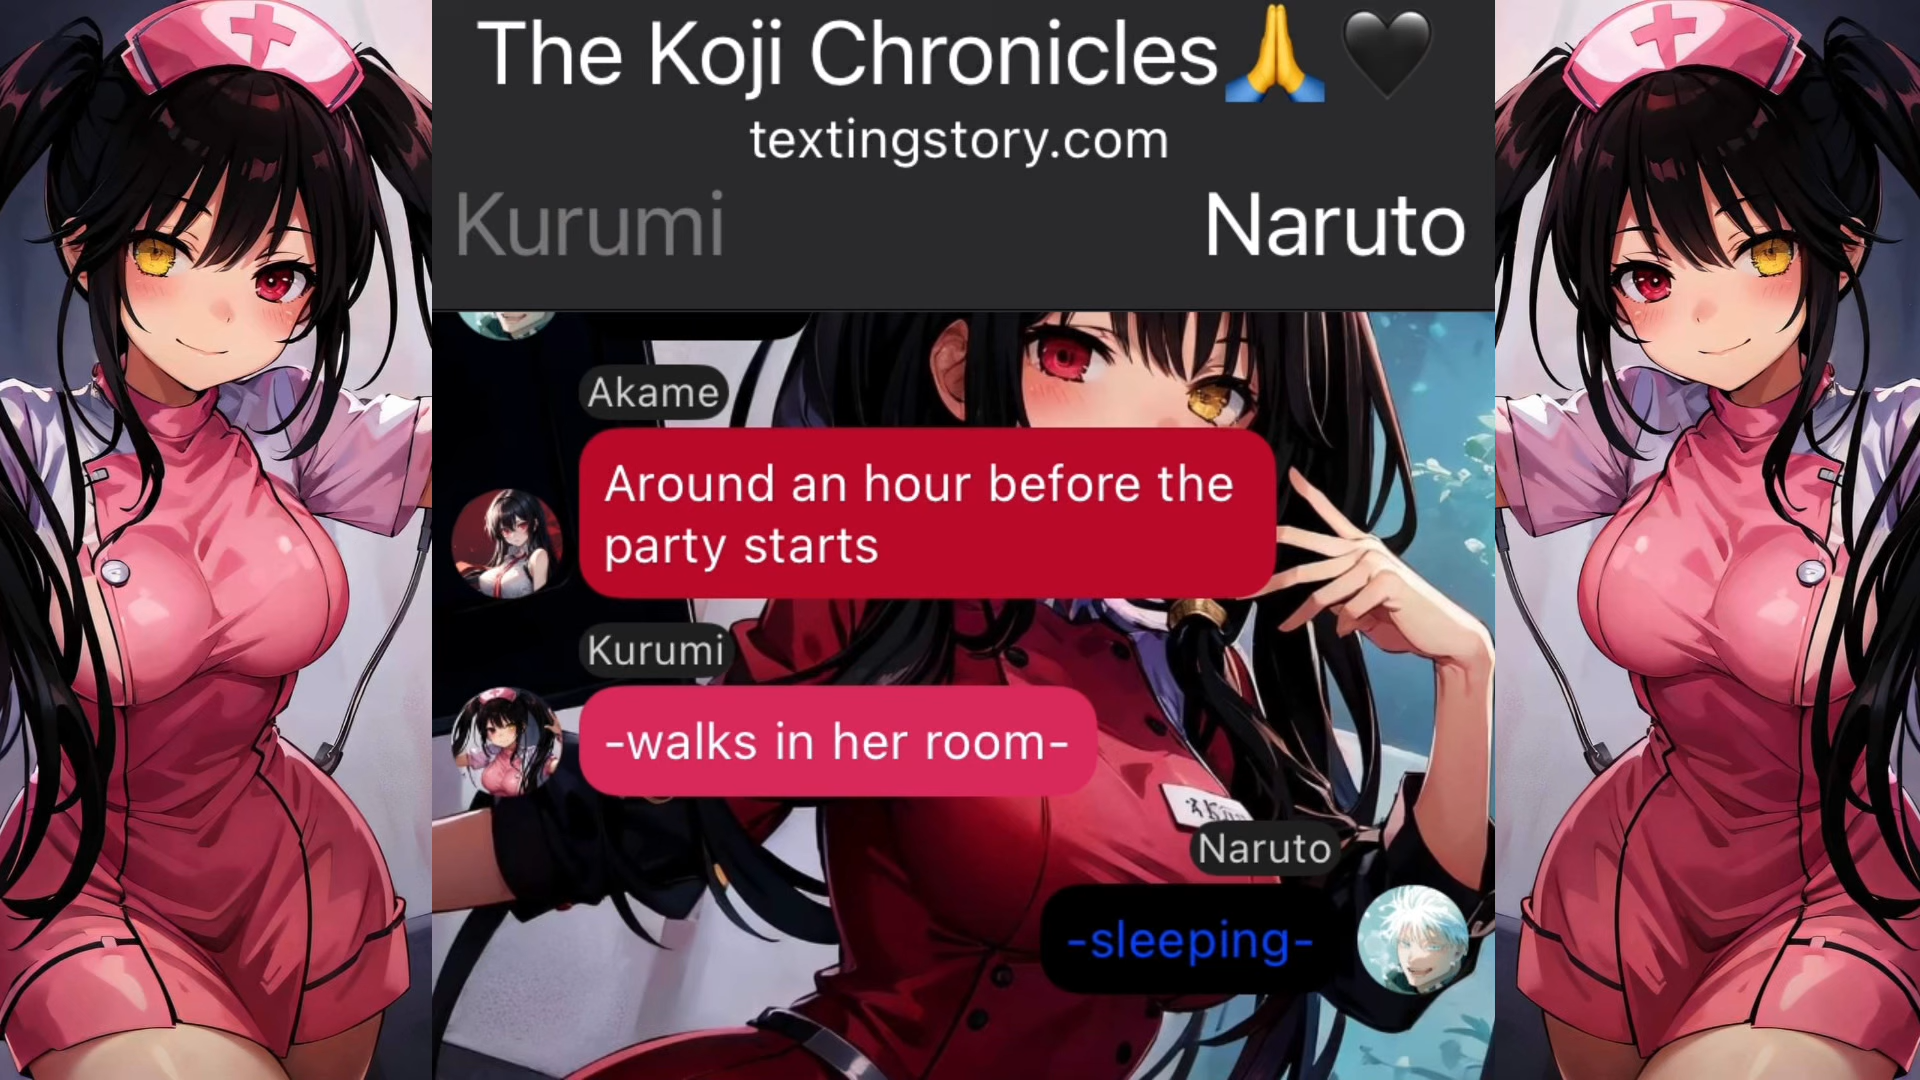 The Koji Chronicles🙏🖤
textingstory.com
Kurumi
Naruto
Akame
Around an hour before the
party starts
Kurumi
-walks in her room-
Naruto
-sleeping-